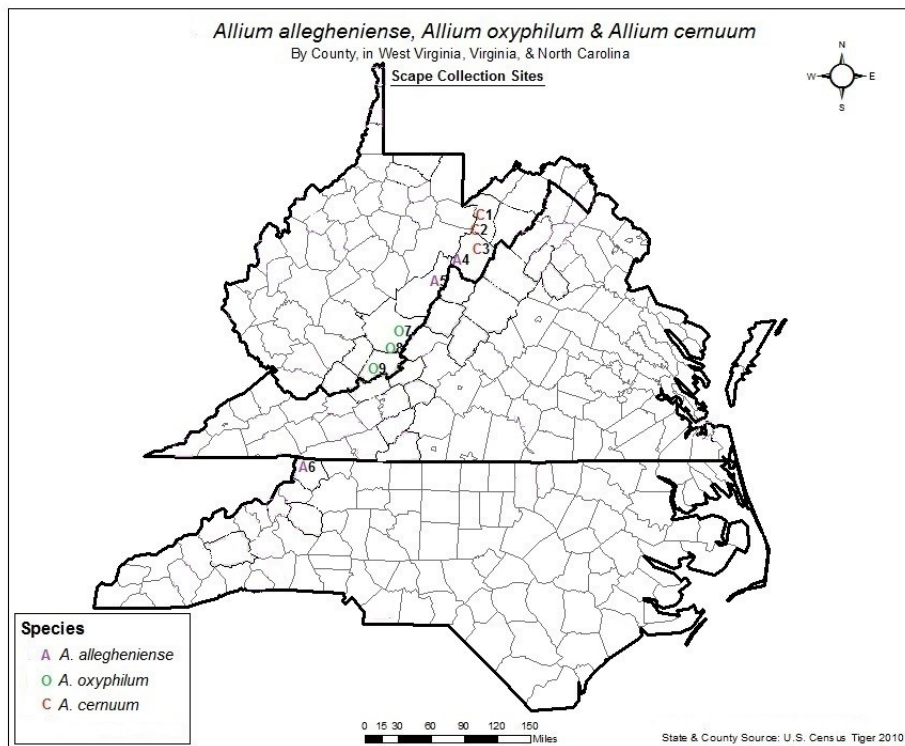 Allium allegheniense, Allium oxyphilum & Allium cernuum
By County, in West Virginia, Virginia, & North Carolina
Scape Collection Sites
N
W E
S
C1
C2
C3
A4
A5
O7
O8
O9
A6
Species
A A. allegheniense
O A. oxyphilum
C A. cernuum
0 15 30 60 90 120 150
Miles
State & County Source: U.S. Census Tiger 2010